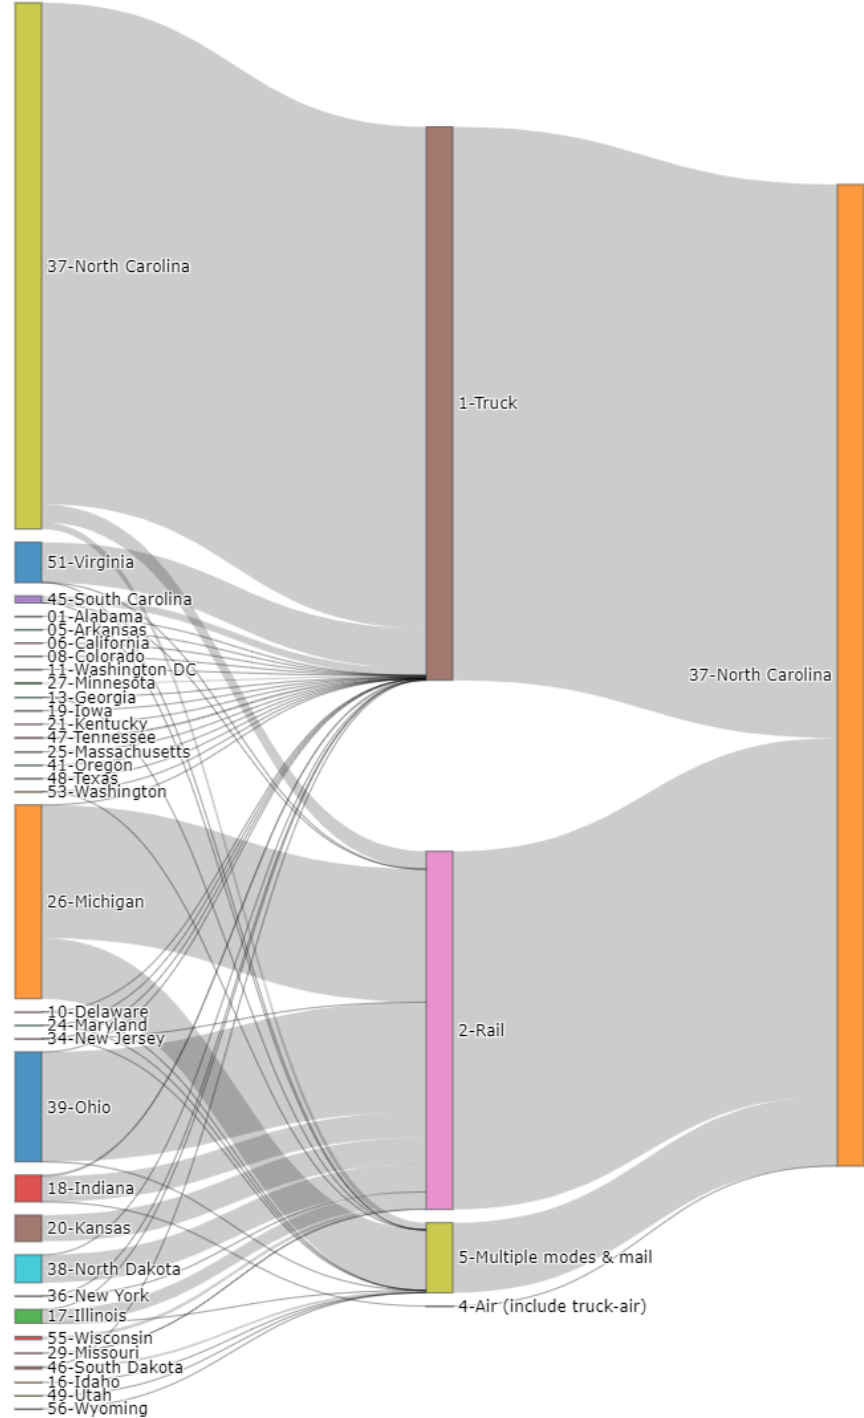 37-North Carolina
51-Virginia
45-South Carolina
01-Alabama
05-Arkansas
06-California
08-Colorado
11-Washington DC
27-Minnesota
13-Georgia
19-Iowa
21-Kentucky
47-Tennessee
25-Massachusetts
41-Oregon
48-Texas
53-Washington
26-Michigan
10-Delaware
24-Maryland
34-New Jersey
39-Ohio
18-Indiana
20-Kansas
38-North Dakota
36-New York
17-Illinois
55-Wisconsin
29-Missouri
46-South Dakota
16-Idaho
49-Utah
56-Wyoming
1-Truck
2-Rail
5-Multiple modes & mail
4-Air (include truck-air)
37-North Carolina